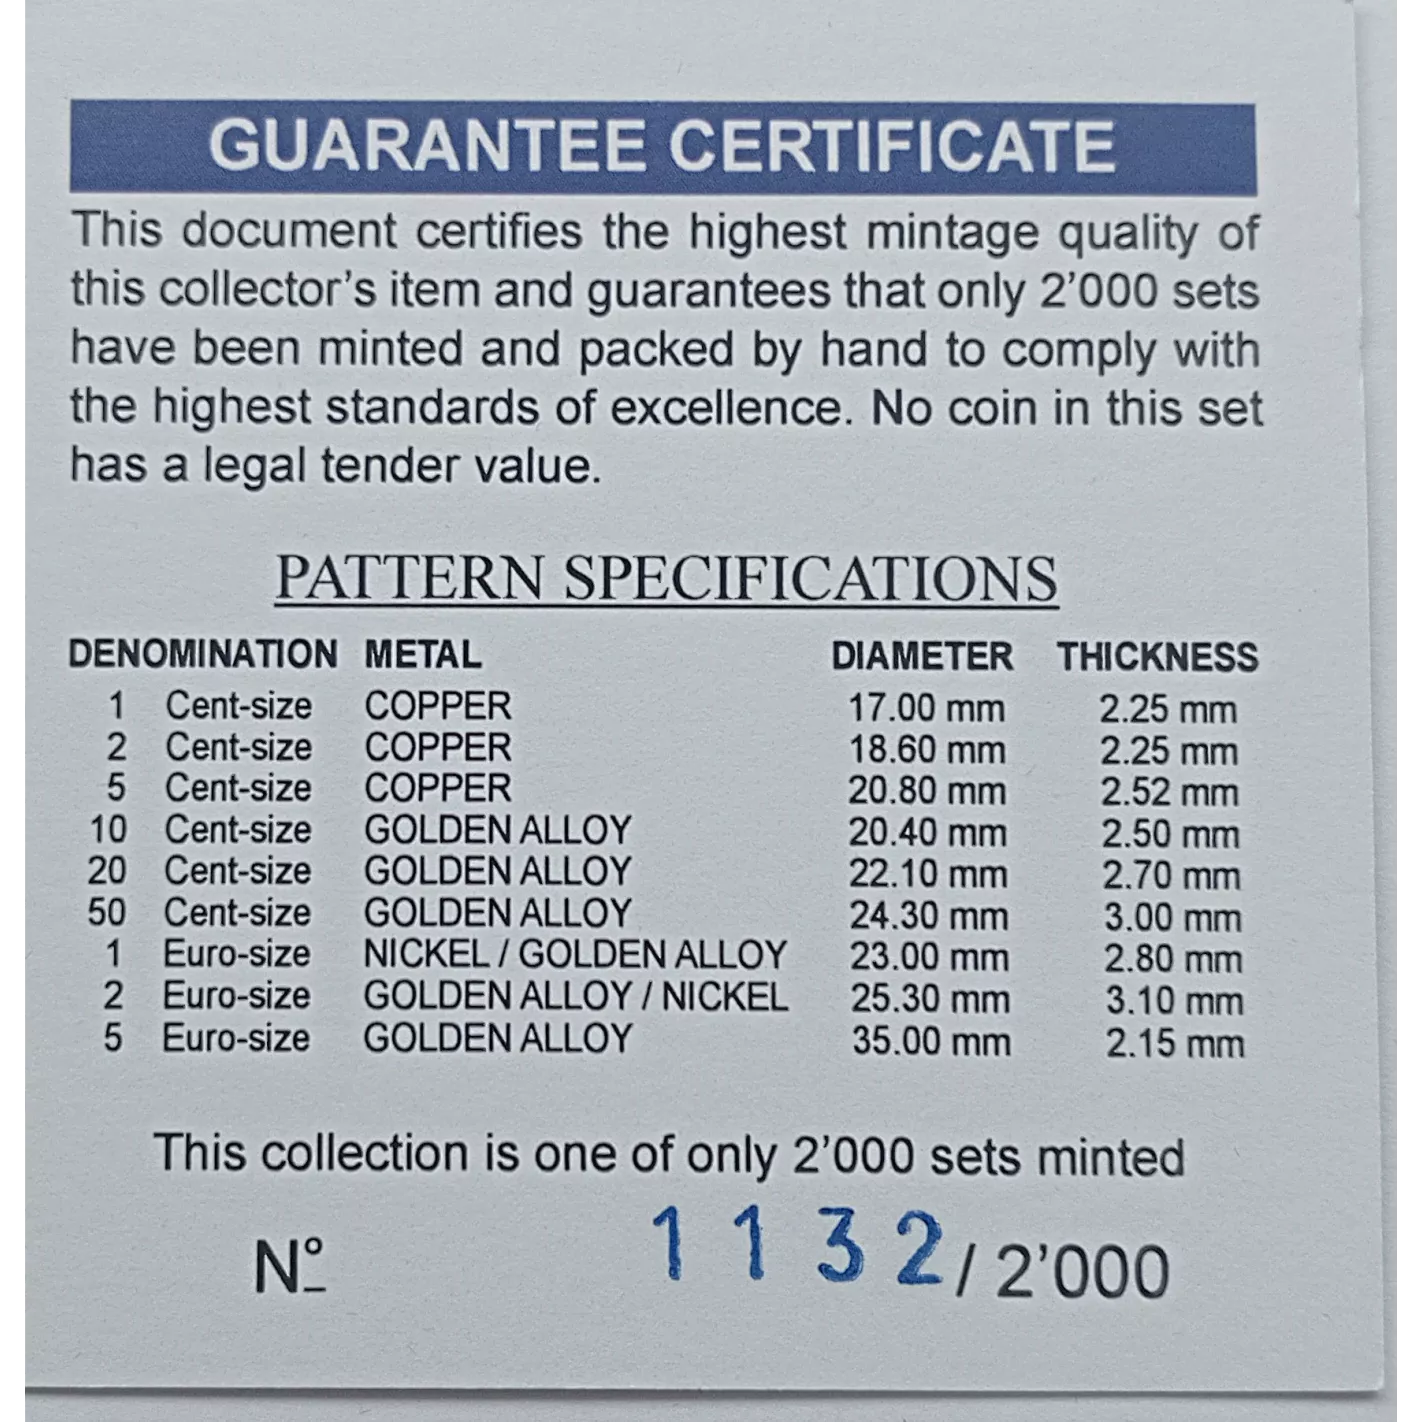 GUARANTEE CERTIFICATE
This document certifies the highest mintage quality of
this collector’s item and guarantees that only 2’000 sets
have been minted and packed by hand to comply with
the highest standards of excellence. No coin in this set
has a legal tender value.
PATTERN SPECIFICATIONS
DENOMINATION METAL DIAMETER THICKNESS
1 Cent-size COPPER 17.00 mm 2.25 mm
2 Cent-size COPPER 18.60 mm 2.25 mm
5 Cent-size COPPER 20.80 mm 2.52 mm
10 Cent-size GOLDEN ALLOY 20.40 mm 2.50 mm
20 Cent-size GOLDEN ALLOY 22.10 mm 2.70 mm
50 Cent-size GOLDEN ALLOY 24.30 mm 3.00 mm
1 Euro-size NICKEL / GOLDEN ALLOY 23.00 mm 2.80 mm
2 Euro-size GOLDEN ALLOY / NICKEL 25.30 mm 3.10 mm
5 Euro-size GOLDEN ALLOY 35.00 mm 2.15 mm
This collection is one of only 2’000 sets minted
Nº 1132 / 2’000